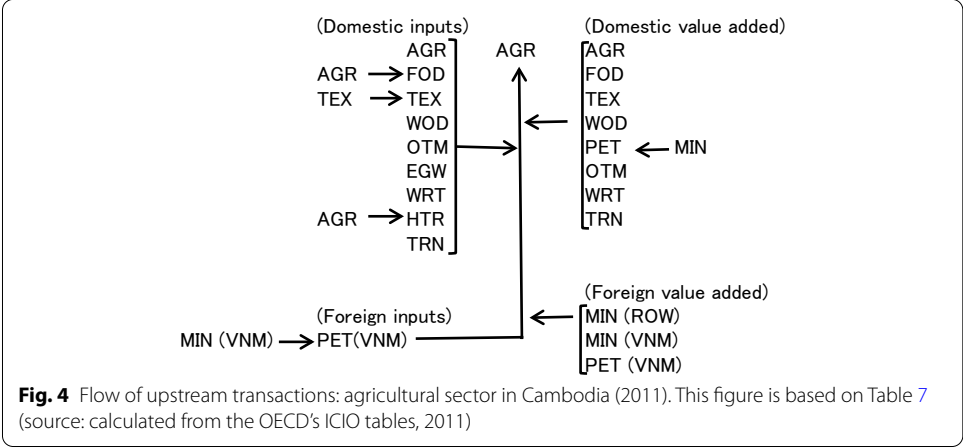 (Domestic inputs)
AGR
FOD
TEX
WOD
OTM
EGW
WRT
HTR
TRN
AGR
TEX
AGR
AGR
(Domestic value added)
AGR
FOD
TEX
WOD
PET
OTM
WRT
TRN
MIN
(Foreign inputs)
MIN (VNM)
PET(VNM)
(Foreign value added)
MIN (ROW)
MIN (VNM)
PET (VNM)
Fig. 4 Flow of upstream transactions: agricultural sector in Cambodia (2011). This figure is based on Table 7
(source: calculated from the OECD's ICIO tables, 2011)